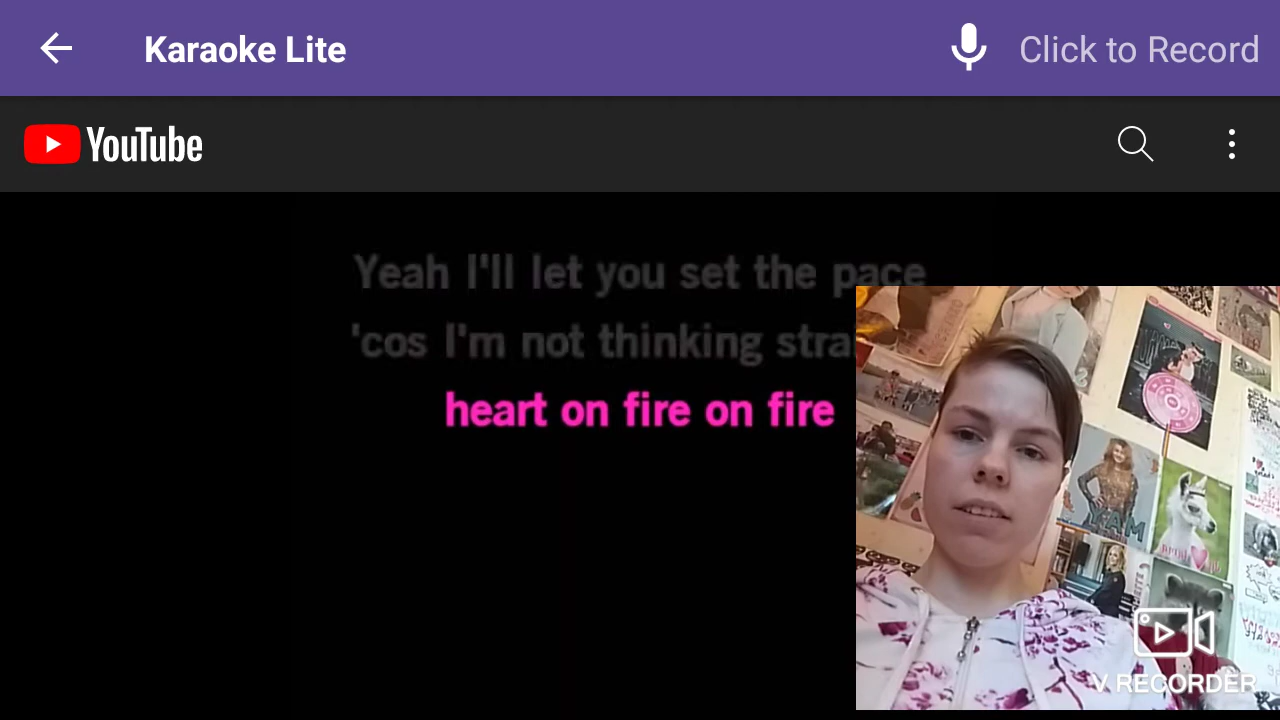 Karaoke Lite
Click to Record
YouTube
Yeah I'll let you set the pace
'cos I'm not thinking
heart on fire on fire
YAM
V RECORDER